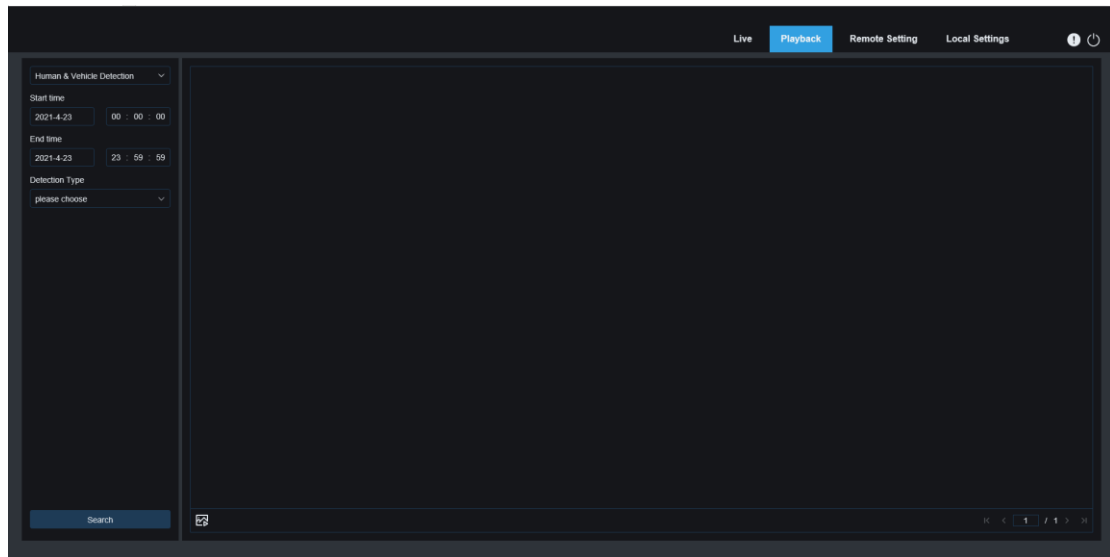 Live Playback Remote Setting Local Settings
Human & Vehicle Detection
Start time
2021-4-23 00 : 00 : 00
End time
2021-4-23 23 : 59 : 59
Detection Type
please choose
Search
1 / 1